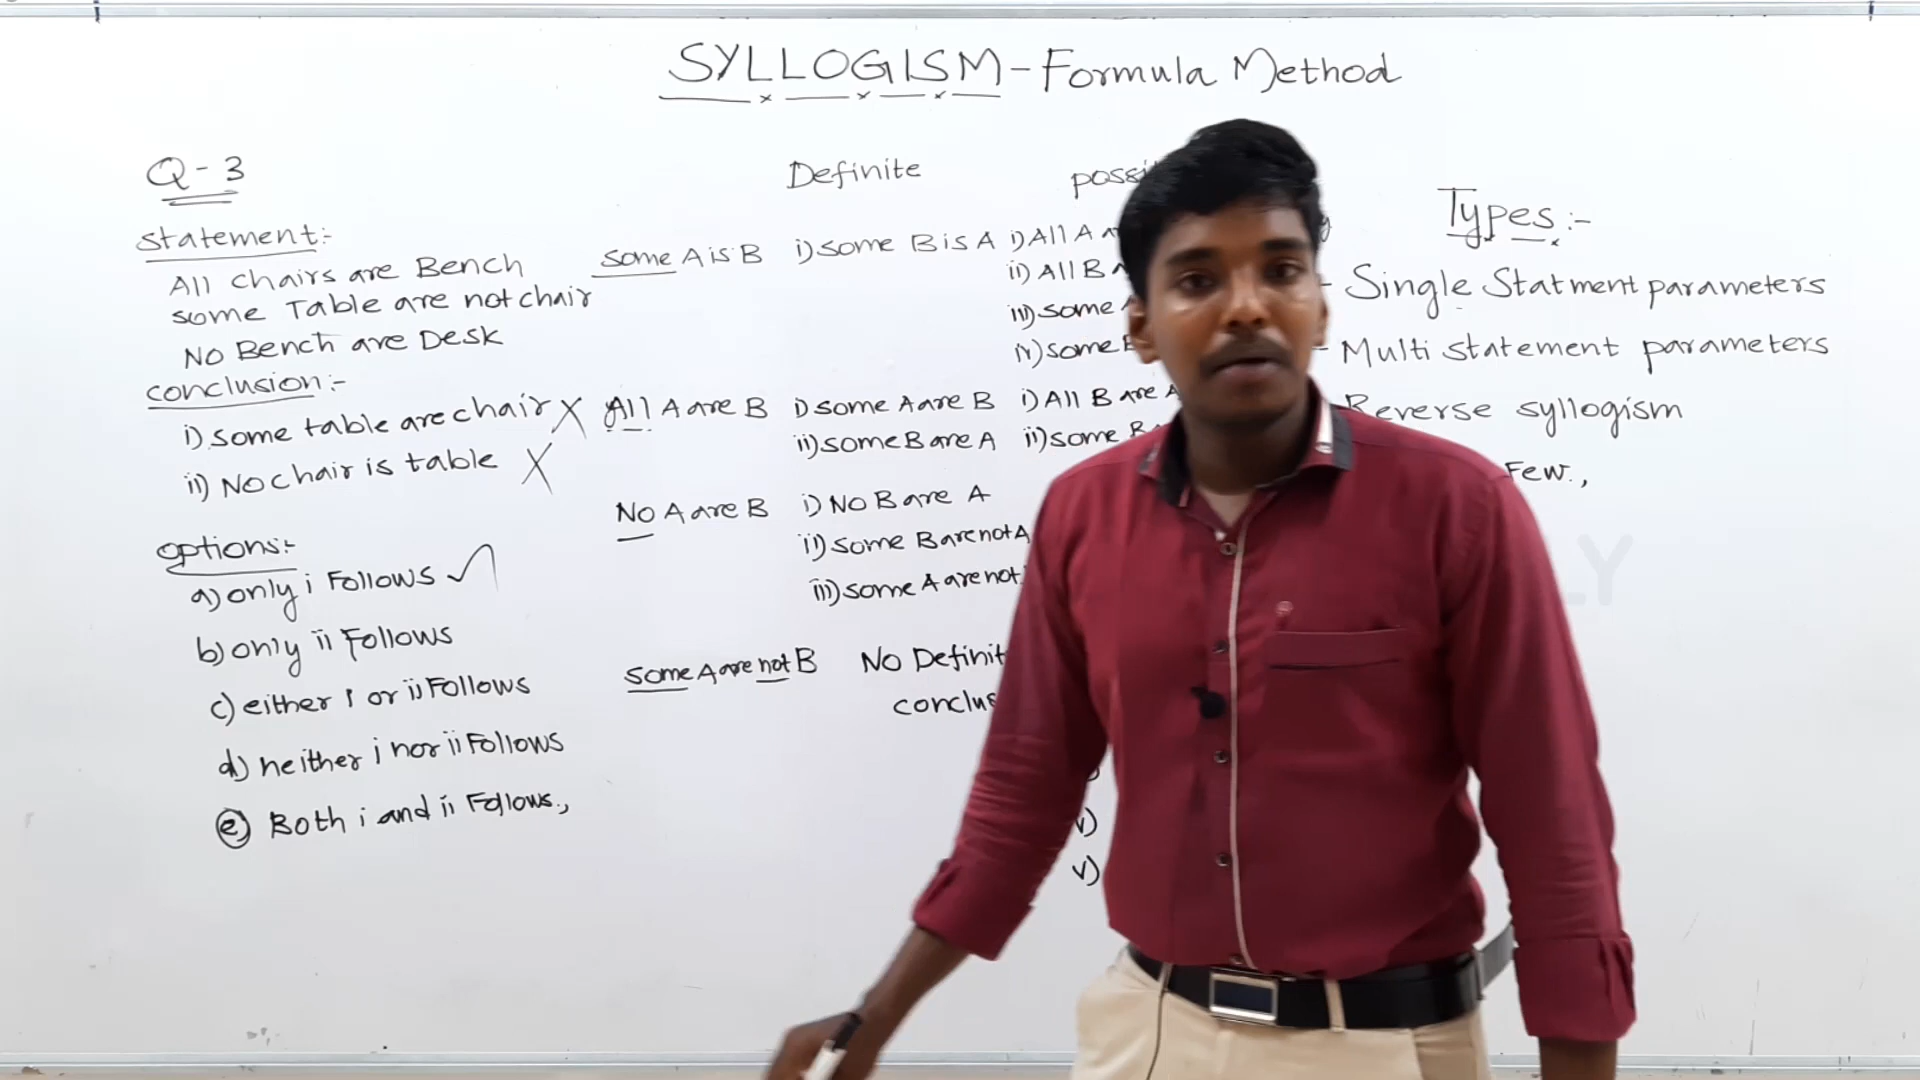 SYLLOGISM - Formula Method
Q - 3
Statement:-
All chairs are Bench
some Table are not chair
No Bench are Desk
conclusion:-
i) some table are chair X
ii) No chair is table X
options:-
a) only i Follows ✓
b) only ii Follows
c) either i or ii Follows
d) neither i nor ii Follows
e) Both i and ii Follows.,
Definite
some A is B i) some B is A
All A are B i) some A are B
ii) some B are A
No A are B i) No B are A
ii) some B are not A
iii) some A are not
some A are not B No
i) All A
ii) All B
iii) some
iv) some
i) All B are A
ii) some
v)
Types:-
- Single Statment parameters
- Multi statement parameters
Reverse syllogism
Few.,
LY